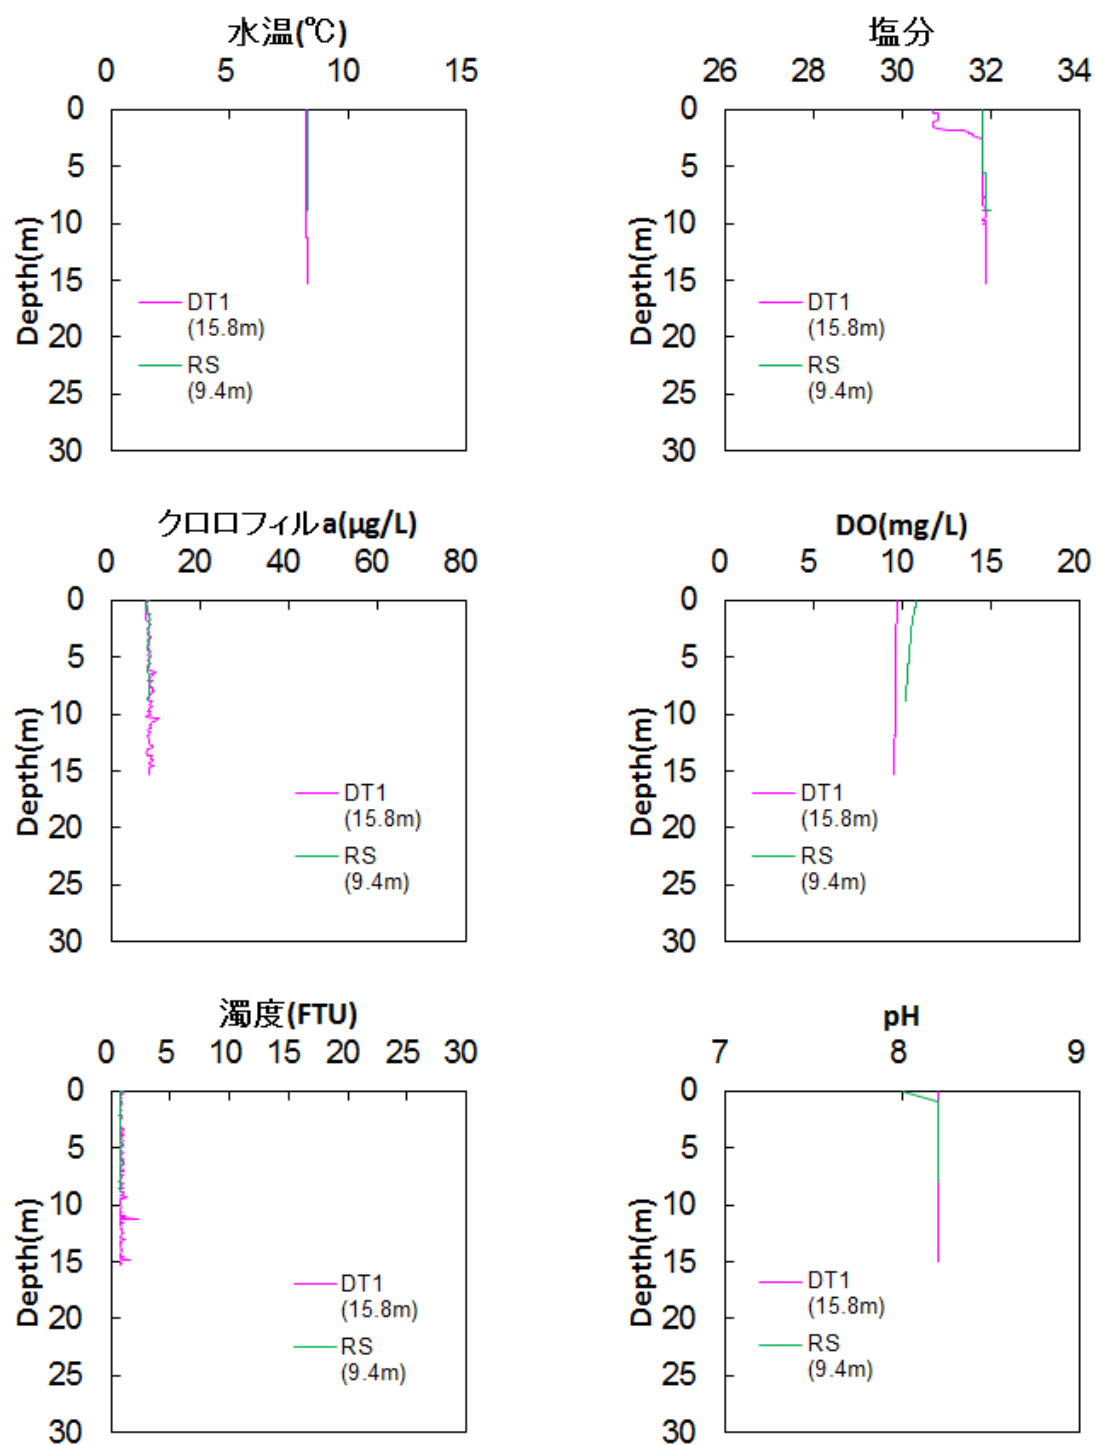 水温(℃)
0 5 10 15
0
5
10
15
20
25
30
Depth(m)
DT1
(15.8m)
RS
(9.4m)
塩分
26 28 30 32 34
0
5
10
15
20
25
30
Depth(m)
DT1
(15.8m)
RS
(9.4m)
クロロフィルa(μg/L)
0 20 40 60 80
0
5
10
15
20
25
30
Depth(m)
DT1
(15.8m)
RS
(9.4m)
DO(mg/L)
0 5 10 15 20
0
5
10
15
20
25
30
Depth(m)
DT1
(15.8m)
RS
(9.4m)
濁度(FTU)
0 5 10 15 20 25 30
0
5
10
15
20
25
30
Depth(m)
DT1
(15.8m)
RS
(9.4m)
pH
7 8 9
0
5
10
15
20
25
30
Depth(m)
DT1
(15.8m)
RS
(9.4m)